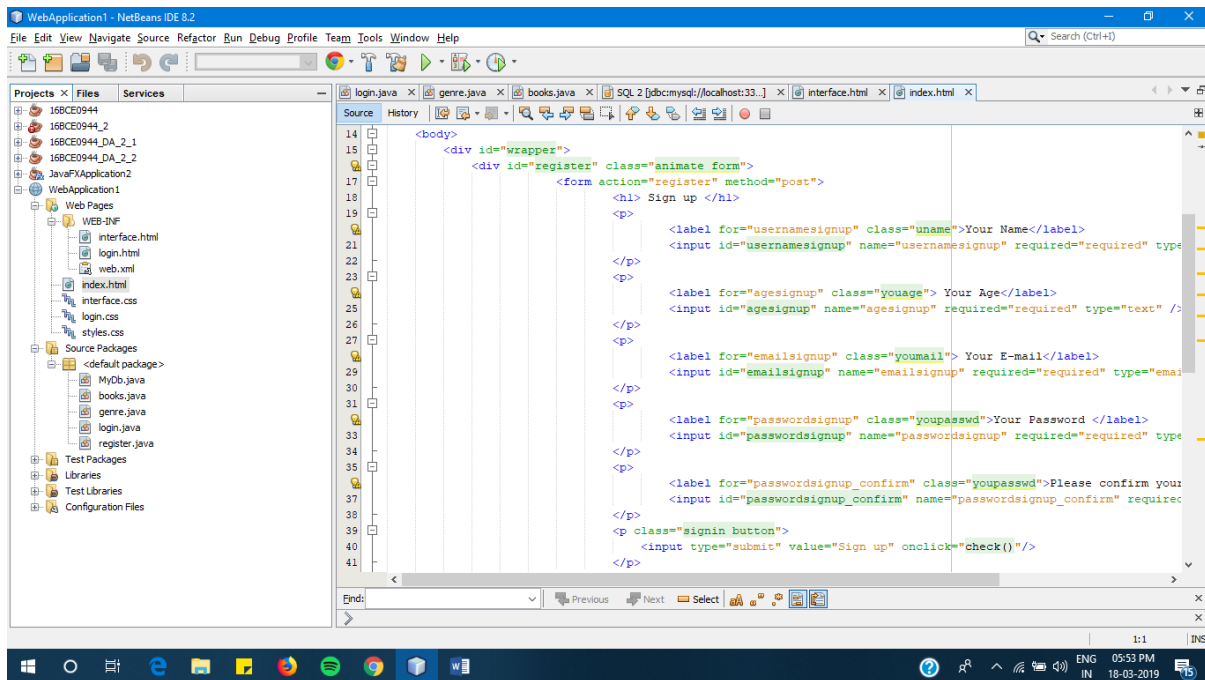 WebApplication1 - NetBeans IDE 8.2
File Edit View Navigate Source Refactor Run Debug Profile Team Tools Window Help
Search (Ctrl+I)
Projects Files Services
16BCE0944
16BCE0944_2
16BCE0944_DA_2_1
16BCE0944_DA_2_2
JavaFXApplication2
WebApplication1
Web Pages
WEB-INF
interface.html
login.html
web.xml
index.html
interface.css
login.css
styles.css
Source Packages
<default package>
MyDb.java
books.java
genre.java
login.java
register.java
Test Packages
Libraries
Test Libraries
Configuration Files
login.java genre.java books.java SQL 2 [jdbc:mysql://localhost:33...] interface.html index.html
Source History
14 <body>
15 <div id="wrapper">
<div id="register" class="animate form">
17 <form action="register" method="post">
18 <h1> Sign up </h1>
19 <p>
<label for="usernamesignup" class="uname">Your Name</label>
21 <input id="usernamesignup" name="usernamesignup" required="required" type
22 </p>
23 <p>
<label for="agesignup" class="youage"> Your Age</label>
25 <input id="agesignup" name="agesignup" required="required" type="text" />
26 </p>
27 <p>
<label for="emailsignup" class="youmail"> Your E-mail</label>
29 <input id="emailsignup" name="emailsignup" required="required" type="emai
30 </p>
31 <p>
<label for="passwordsignup" class="youpasswd">Your Password </label>
33 <input id="passwordsignup" name="passwordsignup" required="required" type
34 </p>
35 <p>
<label for="passwordsignup_confirm" class="youpasswd">Please confirm your
37 <input id="passwordsignup_confirm" name="passwordsignup_confirm" required
38 </p>
39 <p class="signin button">
40 <input type="submit" value="Sign up" onclick="check()"/>
41 </p>
Find: Previous Next Select
1:1 INS
ENG 05:53 PM
IN 18-03-2019
15